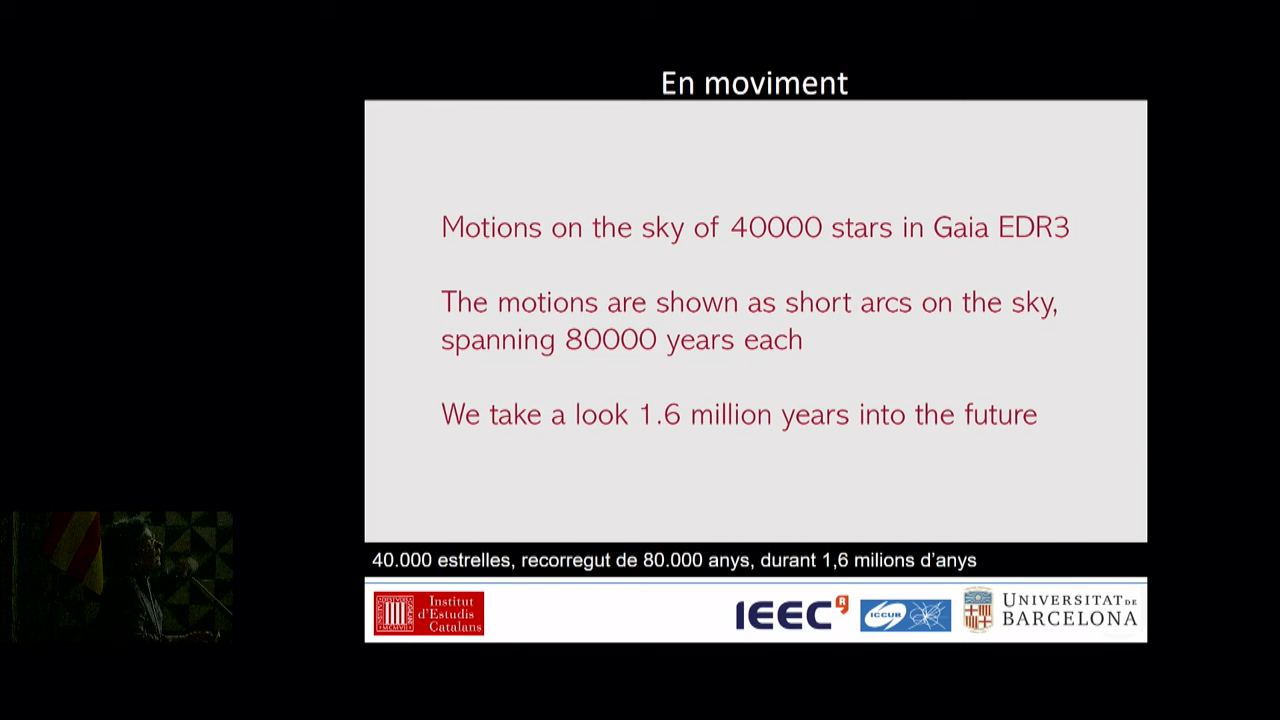 En moviment
Motions on the sky of 40000 stars in Gaia EDR3
The motions are shown as short arcs on the sky,
spanning 80000 years each
We take a look 1.6 million years into the future
40.000 estrelles, recorregut de 80.000 anys, durant 1,6 milions d'anys
Institut
d'Estudis
Catalans
IEEC R
ICCUB
UNIVERSITAT DE
BARCELONA